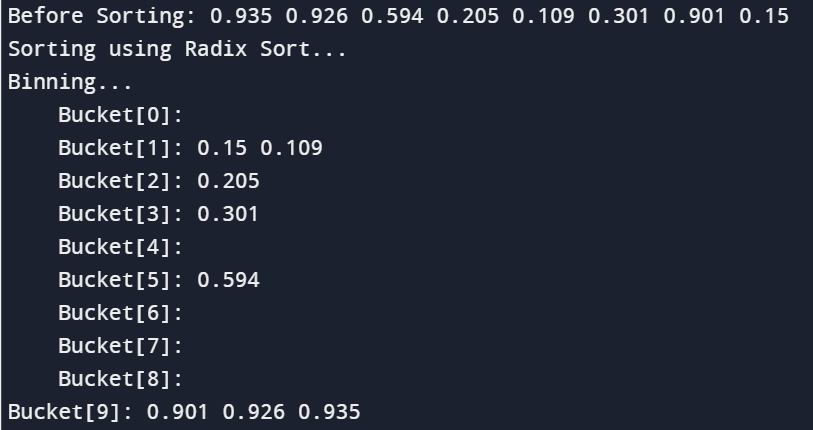 Before Sorting: 0.935 0.926 0.594 0.205 0.109 0.301 0.901 0.15
Sorting using Radix Sort...
Binning...
    Bucket[0]:
    Bucket[1]: 0.15 0.109
    Bucket[2]: 0.205
    Bucket[3]: 0.301
    Bucket[4]:
    Bucket[5]: 0.594
    Bucket[6]:
    Bucket[7]:
    Bucket[8]:
Bucket[9]: 0.901 0.926 0.935